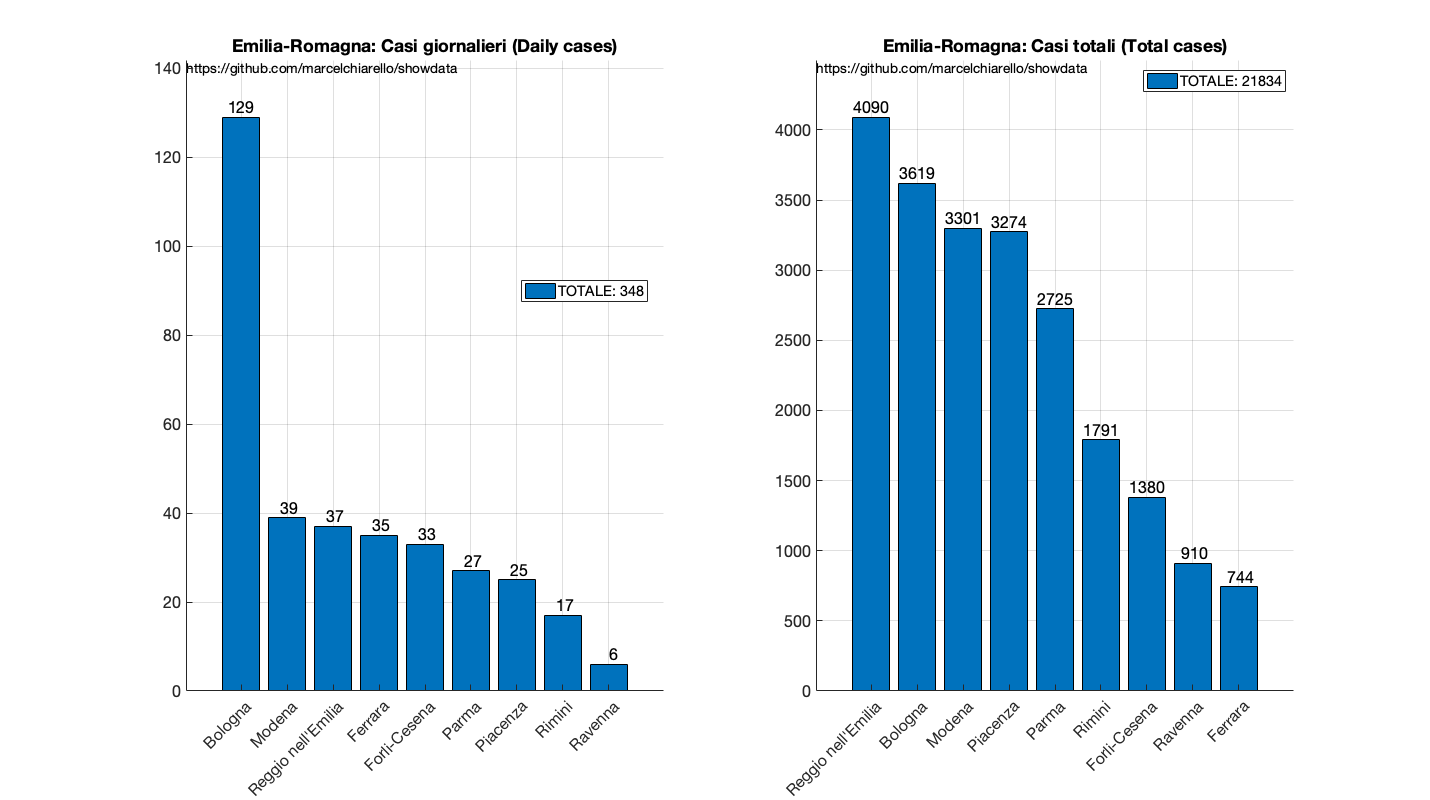 Emilia-Romagna: Casi giornalieri (Daily cases)
https://github.com/marcelchiarello/showdata
140
120
100
80
60
40
20
0
129
39
37
35
33
27
25
17
6
TOTALE: 348
Bologna
Modena
Reggio nell'Emilia
Ferrara
Forlì-Cesena
Parma
Piacenza
Rimini
Ravenna
Emilia-Romagna: Casi totali (Total cases)
https://github.com/marcelchiarello/showdata
TOTALE: 21834
4000
3500
3000
2500
2000
1500
1000
500
0
4090
3619
3301
3274
2725
1791
1380
910
744
Reggio nell'Emilia
Bologna
Modena
Piacenza
Parma
Rimini
Forlì-Cesena
Ravenna
Ferrara